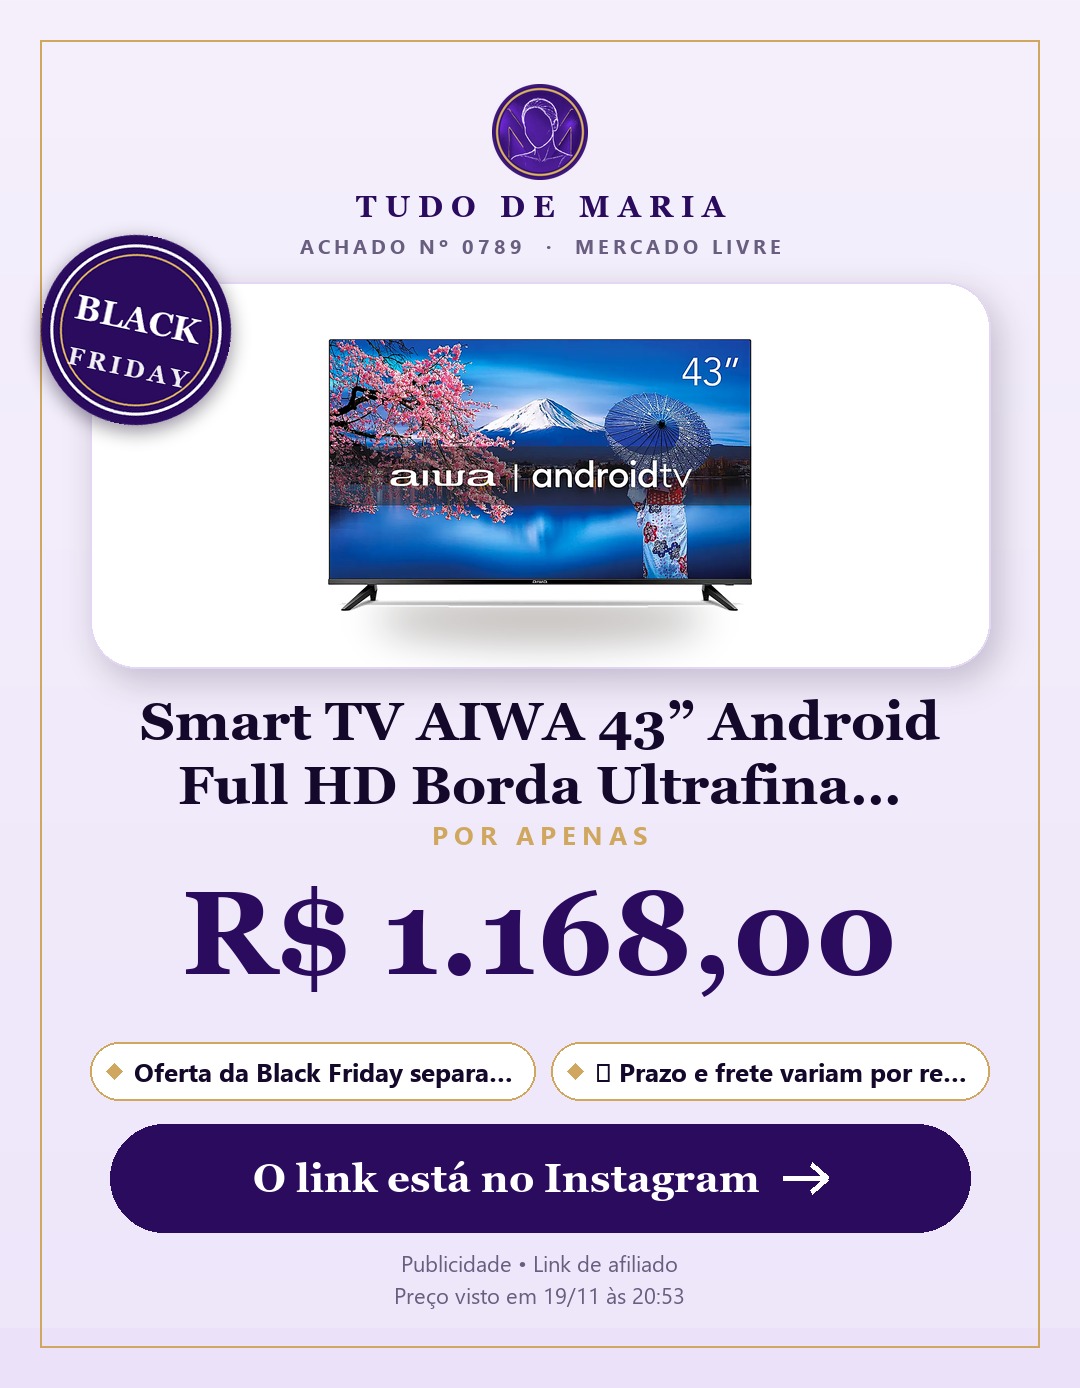 TUDO DE MARIA
ACHADO Nº 0789 · MERCADO LIVRE
BLACK
FRIDAY
43”
aiwa | androidtv
aiwa
Smart TV AIWA 43” Android
Full HD Borda Ultrafina...
POR APENAS
R$ 1.168,00
Oferta da Black Friday separa...
Prazo e frete variam por re...
O link está no Instagram →
Publicidade • Link de afiliado
Preço visto em 19/11 às 20:53